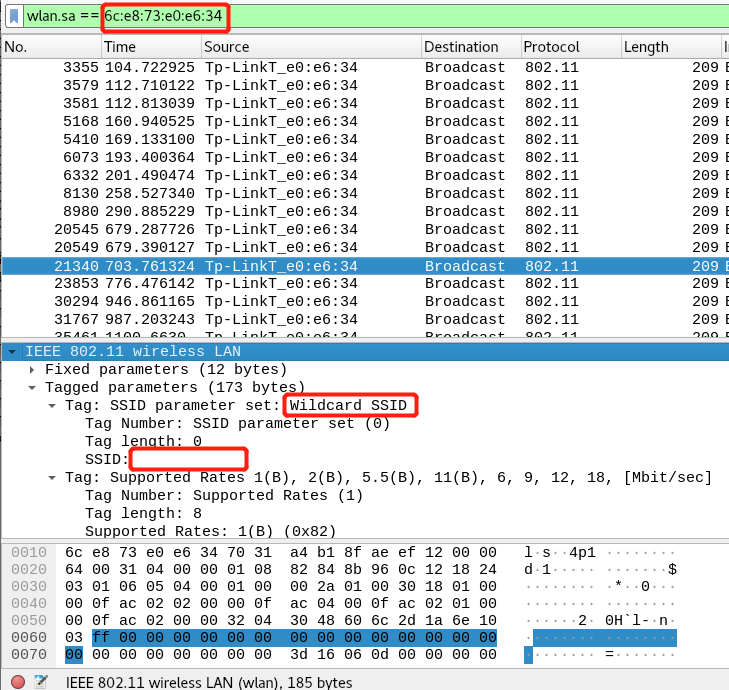 wlan.sa == 6c:e8:73:e0:e6:34
No. Time Source Destination Protocol Length
3355 104.722925 Tp-LinkT_e0:e6:34 Broadcast 802.11 209
3579 112.710122 Tp-LinkT_e0:e6:34 Broadcast 802.11 209
3581 112.813039 Tp-LinkT_e0:e6:34 Broadcast 802.11 209
5168 160.940525 Tp-LinkT_e0:e6:34 Broadcast 802.11 209
5410 169.133100 Tp-LinkT_e0:e6:34 Broadcast 802.11 209
6073 193.400364 Tp-LinkT_e0:e6:34 Broadcast 802.11 209
6332 201.490474 Tp-LinkT_e0:e6:34 Broadcast 802.11 209
8130 258.527340 Tp-LinkT_e0:e6:34 Broadcast 802.11 209
8980 290.885229 Tp-LinkT_e0:e6:34 Broadcast 802.11 209
20545 679.287726 Tp-LinkT_e0:e6:34 Broadcast 802.11 209
20549 679.390127 Tp-LinkT_e0:e6:34 Broadcast 802.11 209
21340 703.761324 Tp-LinkT_e0:e6:34 Broadcast 802.11 209
23853 776.476142 Tp-LinkT_e0:e6:34 Broadcast 802.11 209
30294 946.861165 Tp-LinkT_e0:e6:34 Broadcast 802.11 209
31767 987.203243 Tp-LinkT_e0:e6:34 Broadcast 802.11 209
35461 1100.6630 Tp-LinkT_e0:e6:34 Broadcast 802.11 209
IEEE 802.11 wireless LAN
Fixed parameters (12 bytes)
Tagged parameters (173 bytes)
Tag: SSID parameter set: Wildcard SSID
Tag Number: SSID parameter set (0)
Tag length: 0
SSID:
Tag: Supported Rates 1(B), 2(B), 5.5(B), 11(B), 6, 9, 12, 18, [Mbit/sec]
Tag Number: Supported Rates (1)
Tag length: 8
Supported Rates: 1(B) (0x82)
0010 6c e8 73 e0 e6 34 70 31 a4 b1 8f ae ef 12 00 00 l·s··4p1 ········
0020 64 00 31 04 00 00 01 08 82 84 8b 96 0c 12 18 24 d·1····· ·······$
0030 03 01 06 05 04 00 01 00 00 2a 01 00 30 18 01 00 ········ ·*··0···
0040 00 0f ac 02 02 00 00 0f ac 04 00 0f ac 02 01 00 ········ ········
0050 00 0f ac 02 00 00 32 04 30 48 60 6c 2d 1a 6e 10 ······2· 0H`l-·n·
0060 03 ff 00 00 00 00 00 00 00 00 00 00 00 00 00 00 ········ ········
0070 00 00 00 00 00 00 00 00 3d 16 06 0d 00 00 00 00 ········ =·······
IEEE 802.11 wireless LAN (wlan), 185 bytes